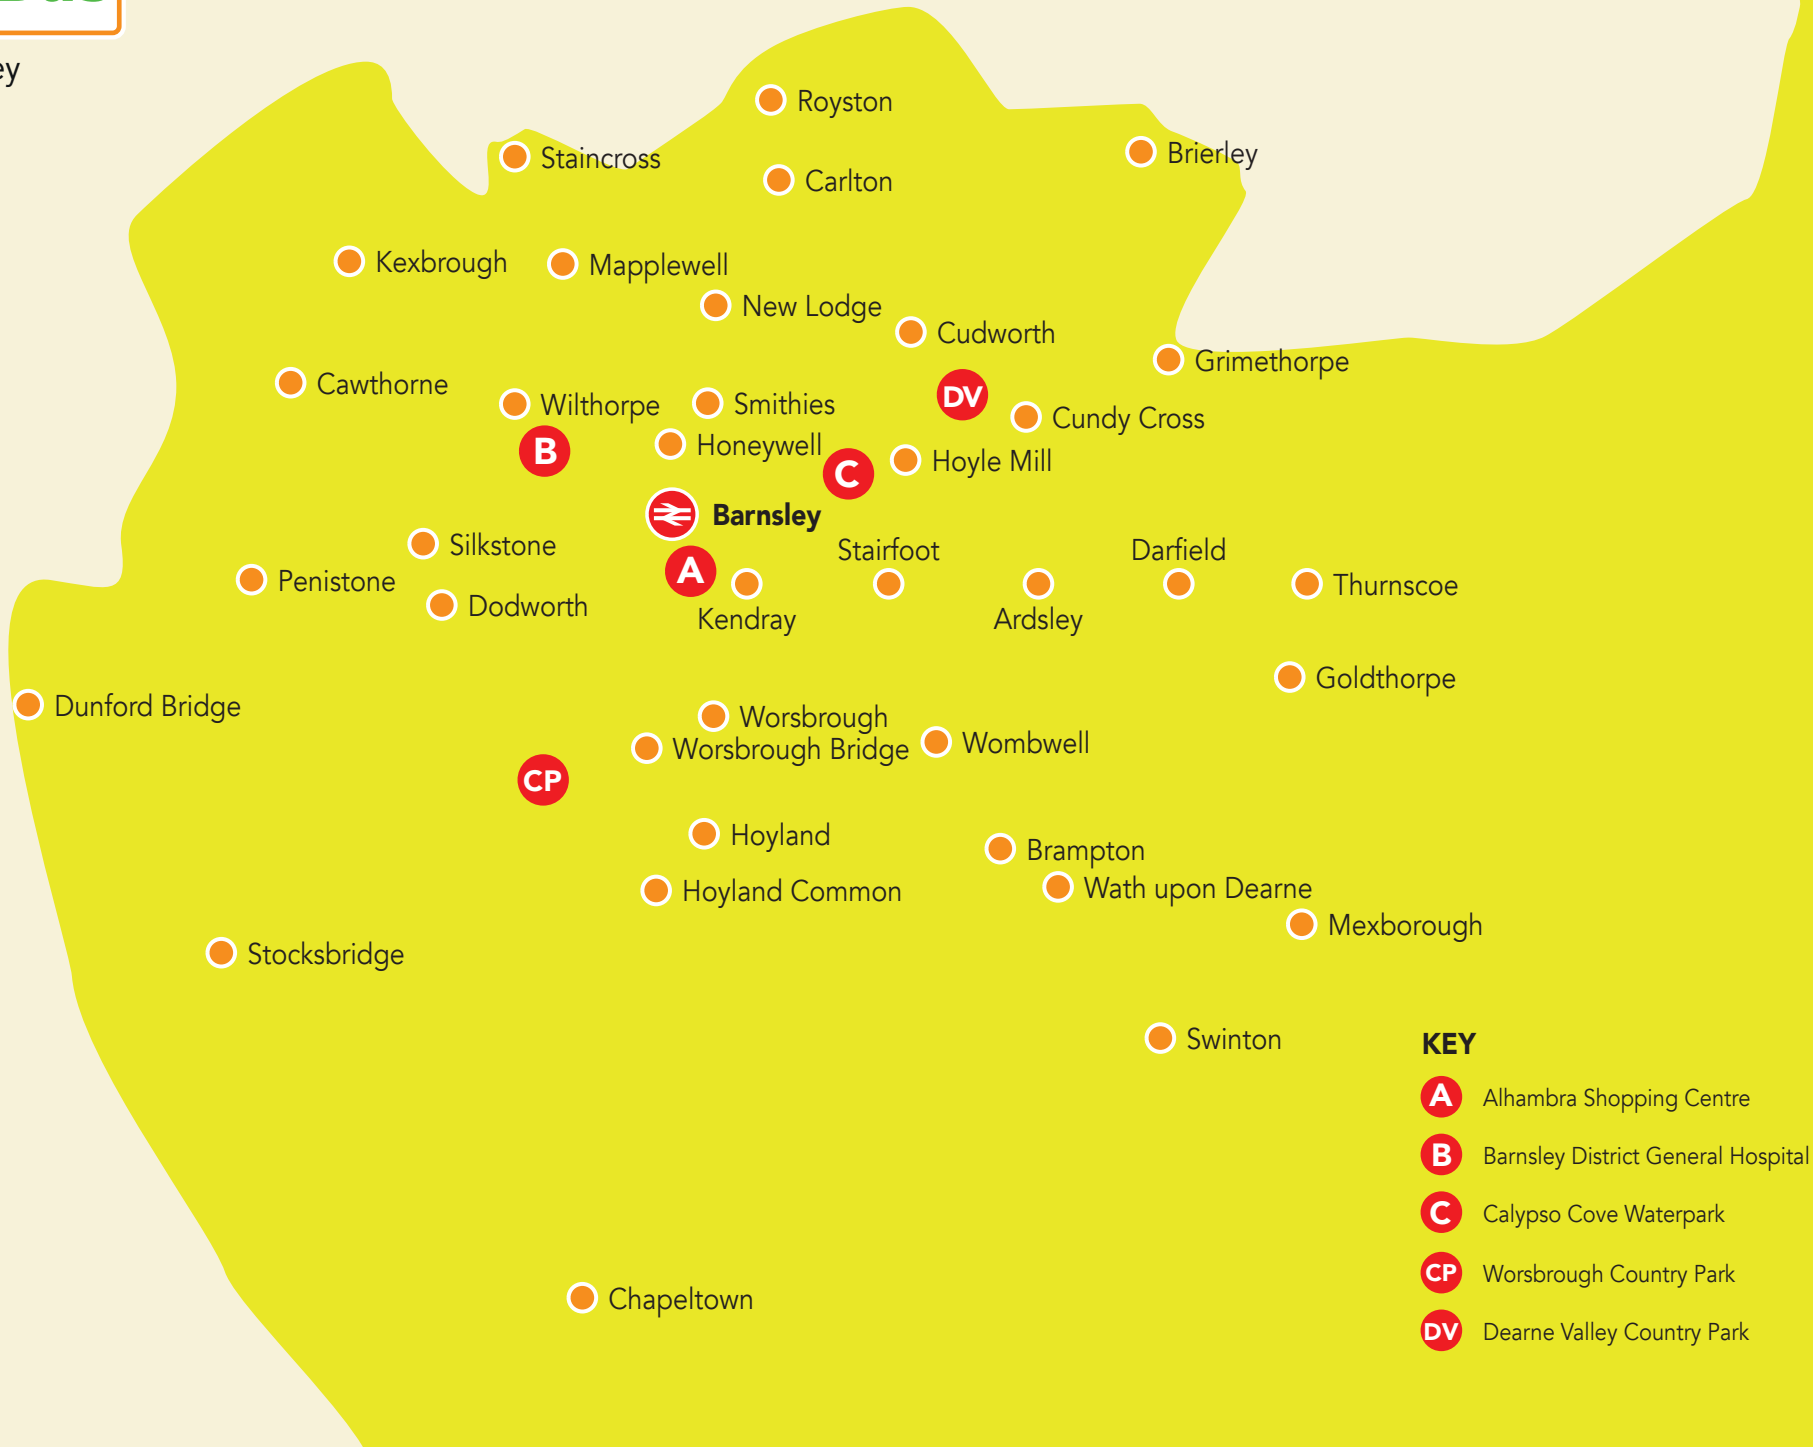 ey
Royston
Staincross
Brierley
Carlton
Kexbrough
Mapplewell
New Lodge
Cudworth
Grimethorpe
Cawthorne
DV
Wilthorpe
Smithies
Cundy Cross
B
Honeywell
C
Hoyle Mill
Barnsley
Silkstone
Stairfoot
Darfield
Penistone
A
Thurnscoe
Dodworth
Kendray
Ardsley
Goldthorpe
Dunford Bridge
Worsbrough
Worsbrough Bridge
Wombwell
CP
Hoyland
Brampton
Hoyland Common
Wath upon Dearne
Mexborough
Stocksbridge
Swinton
Chapeltown
KEY
A Alhambra Shopping Centre
B Barnsley District General Hospital
C Calypso Cove Waterpark
CP Worsbrough Country Park
DV Dearne Valley Country Park